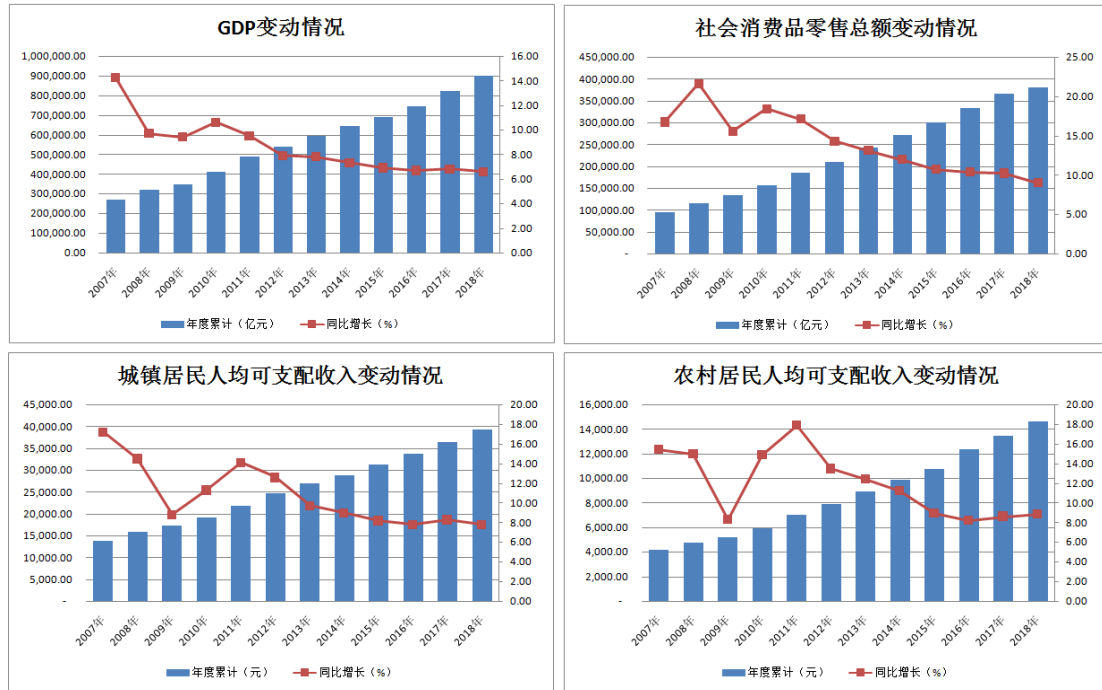 GDP变动情况
1,000,000.00
900,000.00
800,000.00
700,000.00
600,000.00
500,000.00
400,000.00
300,000.00
200,000.00
100,000.00
0.00
16.00
14.00
12.00
10.00
8.00
6.00
4.00
2.00
0.00
2007年
2008年
2009年
2010年
2011年
2012年
2013年
2014年
2015年
2016年
2017年
2018年
年度累计（亿元）
同比增长（%）
社会消费品零售总额变动情况
450,000.00
400,000.00
350,000.00
300,000.00
250,000.00
200,000.00
150,000.00
100,000.00
50,000.00
-
25.00
20.00
15.00
10.00
5.00
0.00
2007年
2008年
2009年
2010年
2011年
2012年
2013年
2014年
2015年
2016年
2017年
2018年
年度累计（亿元）
同比增长（%）
城镇居民人均可支配收入变动情况
45,000.00
40,000.00
35,000.00
30,000.00
25,000.00
20,000.00
15,000.00
10,000.00
5,000.00
-
20.00
18.00
16.00
14.00
12.00
10.00
8.00
6.00
4.00
2.00
0.00
2007年
2008年
2009年
2010年
2011年
2012年
2013年
2014年
2015年
2016年
2017年
2018年
年度累计（元）
同比增长（%）
农村居民人均可支配收入变动情况
16,000.00
14,000.00
12,000.00
10,000.00
8,000.00
6,000.00
4,000.00
2,000.00
-
20.00
18.00
16.00
14.00
12.00
10.00
8.00
6.00
4.00
2.00
0.00
2007年
2008年
2009年
2010年
2011年
2012年
2013年
2014年
2015年
2016年
2017年
2018年
年度累计（元）
同比增长（%）